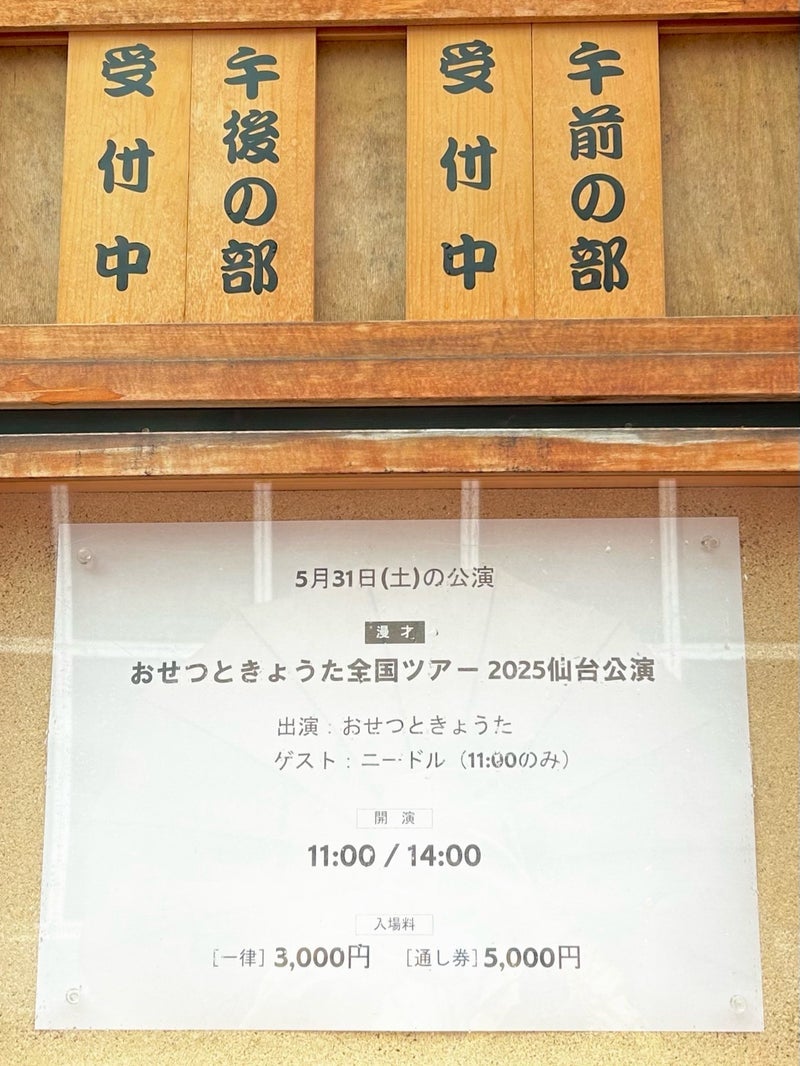 午前の部
受付中
午後の部
受付中
5月31日(土)の公演
漫才
おせつときょうた全国ツアー 2025仙台公演
出演：おせつときょうた
ゲスト：ニードル（11:00のみ）
開演
11:00 / 14:00
入場料
[一律] 3,000円 [通し券] 5,000円